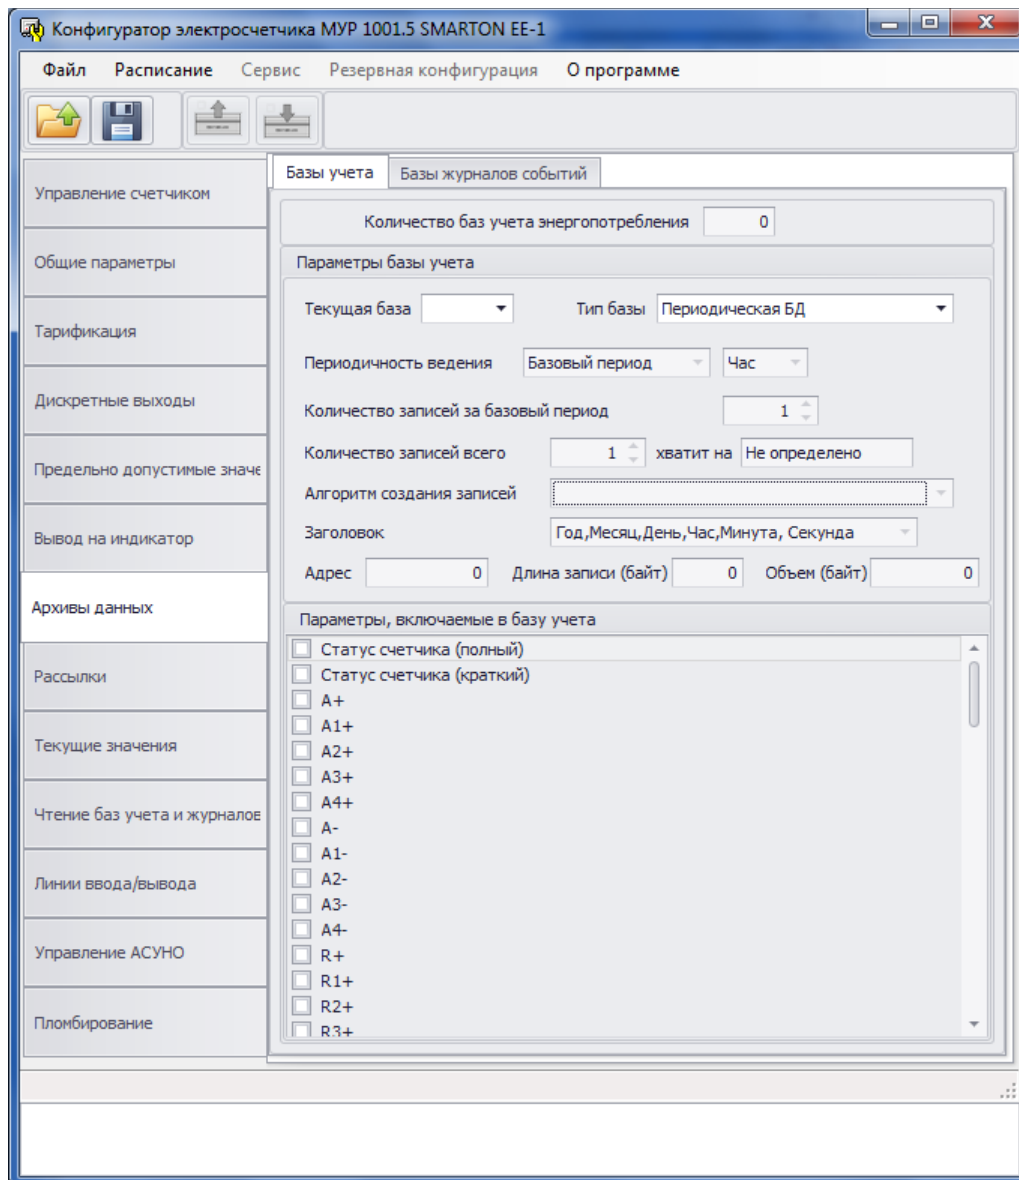 Конфигуратор электросчетчика МУР 1001.5 SMARTON EE-1
Файл Расписание Сервис Резервная конфигурация О программе
Управление счетчиком
Общие параметры
Тарификация
Дискретные выходы
Предельно допустимые значе
Вывод на индикатор
Архивы данных
Рассылки
Текущие значения
Чтение баз учета и журналов
Линии ввода/вывода
Управление АСУНО
Пломбирование
Базы учета Базы журналов событий
Количество баз учета энергопотребления 0
Параметры базы учета
Текущая база Тип базы Периодическая БД
Периодичность ведения Базовый период Час
Количество записей за базовый период 1
Количество записей всего 1 хватит на Не определено
Алгоритм создания записей
Заголовок Год,Месяц,День,Час,Минута, Секунда
Адрес 0 Длина записи (байт) 0 Объем (байт) 0
Параметры, включаемые в базу учета
Статус счетчика (полный)
Статус счетчика (краткий)
A+
A1+
A2+
A3+
A4+
A-
A1-
A2-
A3-
A4-
R+
R1+
R2+
R3+